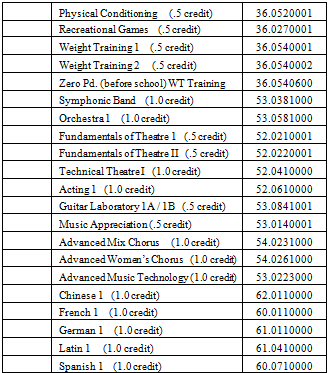 Physical Conditioning (.5 credit) 36.0520001
Recreational Games (.5 credit) 36.0270001
Weight Training 1 (.5 credit) 36.0540001
Weight Training 2 (.5 credit) 36.0540002
Zero Pd. (before school) WT Training 36.0540600
Symphonic Band (1.0 credit) 53.0381000
Orchestra 1 (1.0 credit) 53.0581000
Fundamentals of Theatre 1 (.5 credit) 52.0210001
Fundamentals of Theatre II (.5 credit) 52.0220001
Technical Theatre I (1.0 credit) 52.0410000
Acting 1 (1.0 credit) 52.0610000
Guitar Laboratory 1A / 1B (.5 credit) 53.0841001
Music Appreciation (.5 credit) 53.0140001
Advanced Mix Chorus (1.0 credit) 54.0231000
Advanced Women's Chorus (1.0 credit) 54.0261000
Advanced Music Technology (1.0 credit) 53.0223000
Chinese 1 (1.0 credit) 62.0110000
French 1 (1.0 credit) 60.0110000
German 1 (1.0 credit) 61.0110000
Latin 1 (1.0 credit) 61.0410000
Spanish 1 (1.0 credit) 60.0710000